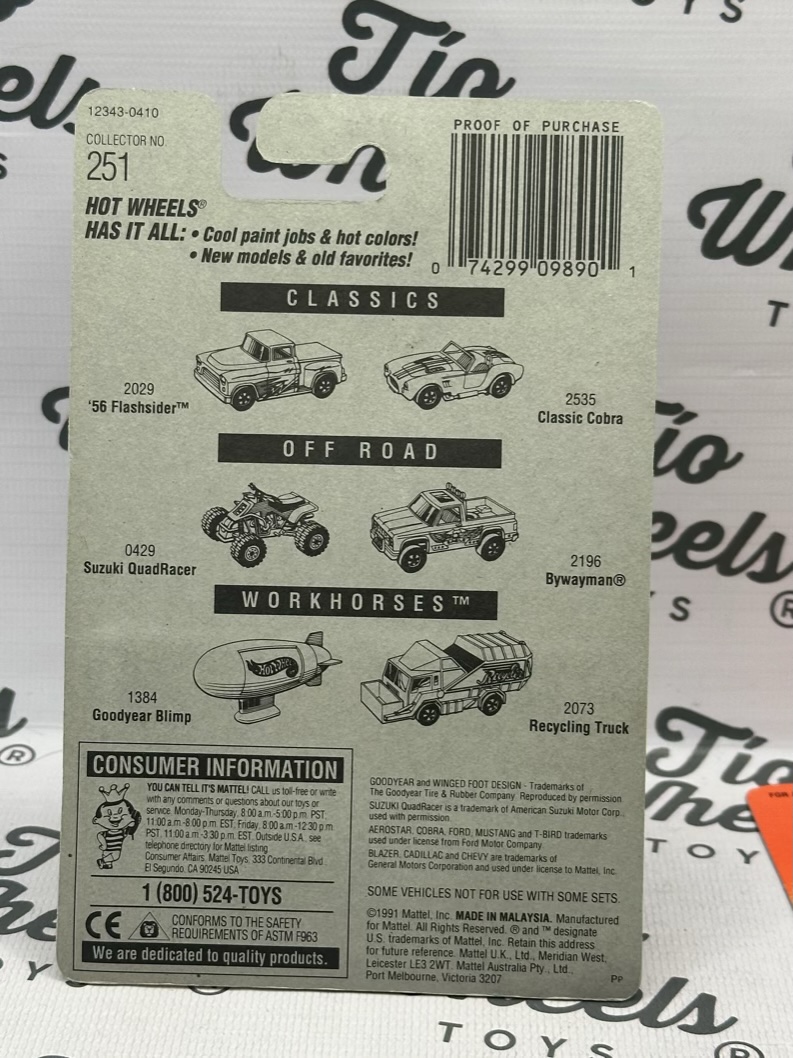 12343-0410
COLLECTOR NO.
251
PROOF OF PURCHASE
0 74299 09890 1
HOT WHEELS®
HAS IT ALL: • Cool paint jobs & hot colors!
• New models & old favorites!
CLASSICS
2029
'56 Flashsider™
2535
Classic Cobra
OFF ROAD
0429
Suzuki QuadRacer
2196
Bywayman®
WORKHORSES™
Hot Wheels
1384
Goodyear Blimp
Recycler
2073
Recycling Truck
CONSUMER INFORMATION
YOU CAN TELL IT'S MATTEL! CALL us toll-free or write
with any comments or questions about our toys or
service. Monday-Thursday, 8:00 a.m.-5:00 p.m. PST,
11:00 a.m.-8:00 p.m. EST; Friday, 8:00 a.m.-12:30 p.m.
PST, 11:00 a.m.-3:30 p.m. EST. Outside U.S.A., see
telephone directory for Mattel listing.
Consumer Affairs, Mattel Toys, 333 Continental Blvd.
El Segundo, CA 90245 USA
1 (800) 524-TOYS
CE
CONFORMS TO THE SAFETY
REQUIREMENTS OF ASTM F963
We are dedicated to quality products.
GOODYEAR and WINGED FOOT DESIGN - Trademarks of
The Goodyear Tire & Rubber Company. Reproduced by permission.
SUZUKI QuadRacer is a trademark of American Suzuki Motor Corp.,
used with permission.
AEROSTAR, COBRA, FORD, MUSTANG and T-BIRD trademarks
used under license from Ford Motor Company.
BLAZER, CADILLAC and CHEVY are trademarks of
General Motors Corporation and used under license to Mattel, Inc.
SOME VEHICLES NOT FOR USE WITH SOME SETS.
©1991 Mattel, Inc. MADE IN MALAYSIA. Manufactured
for Mattel. All Rights Reserved. ® and ™ designate
U.S. trademarks of Mattel, Inc. Retain this address
for future reference. Mattel U.K., Ltd., Meridian West,
Leicester LE3 2WT. Mattel Australia Pty., Ltd.,
Port Melbourne, Victoria 3207
PP
Tío
Wheels
TOYS
®